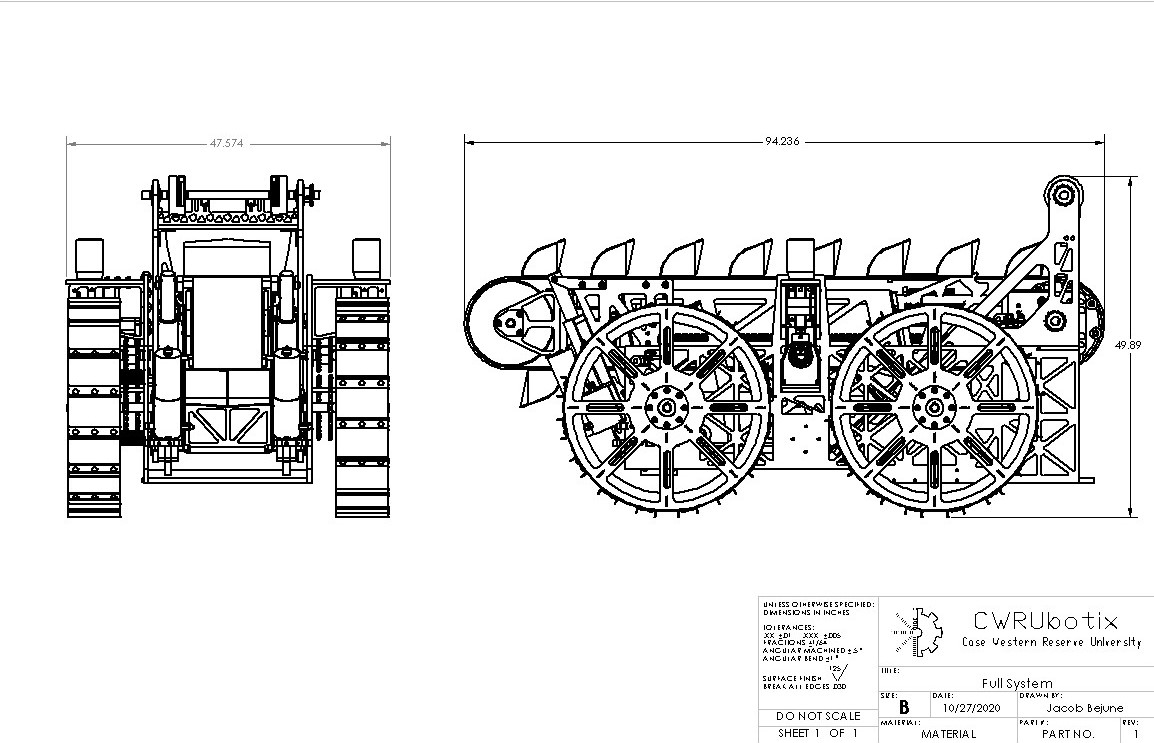 47.574
94.236
49.89
UNLESS OTHERWISE SPECIFIED:
DIMENSIONS IN INCHES
TOLERANCES:
.XX ±.01 .XXX ±.005
FRACTIONS ±1/64
ANGULAR MACHINED ±.5°
ANGULAR BEND ±1°
125
SURFACE FINISH
BREAK ALL EDGES .030
DO NOT SCALE
SHEET 1 OF 1
CWRUbotix
Case Western Reserve University
TITLE:
Full System
SIZE: DATE: DRAWN BY:
B 10/27/2020 Jacob Bejune
MATERIAL: PART #: REV:
MATERIAL PART NO. 1